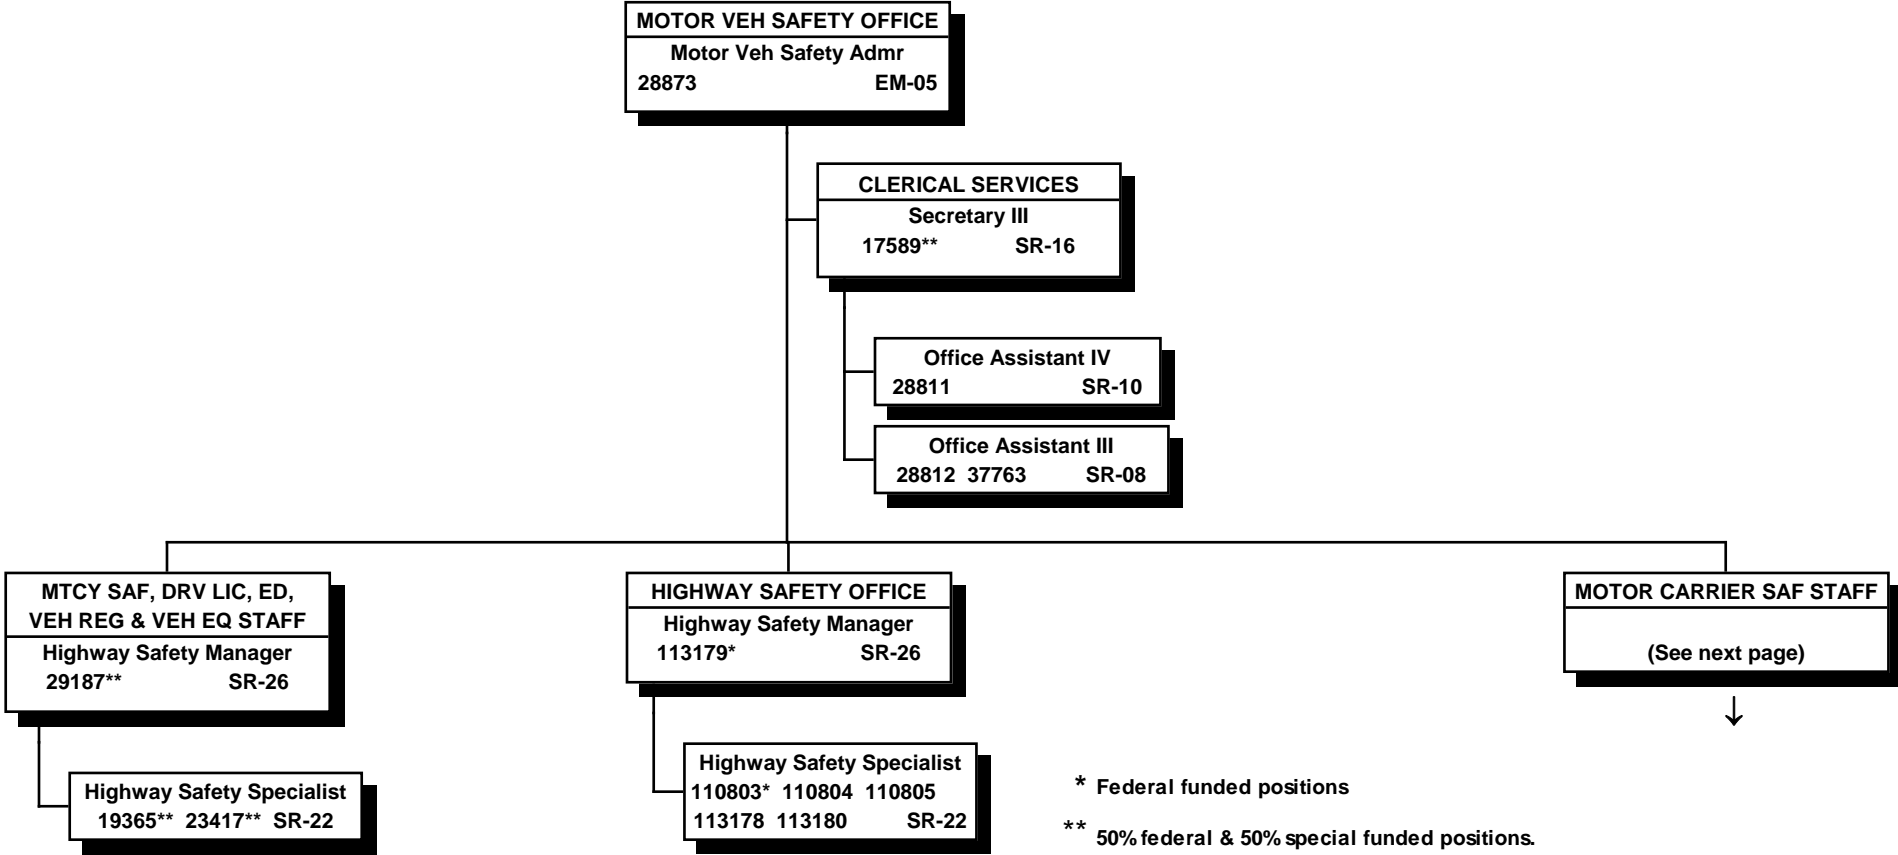 MOTOR VEH SAFETY OFFICE
Motor Veh Safety Admr
28873 EM-05
CLERICAL SERVICES
Secretary III
17589** SR-16
Office Assistant IV
28811 SR-10
Office Assistant III
28812 37763 SR-08
MTCY SAF, DRV LIC, ED,
VEH REG & VEH EQ STAFF
Highway Safety Manager
29187** SR-26
Highway Safety Specialist
19365** 23417** SR-22
HIGHWAY SAFETY OFFICE
Highway Safety Manager
113179* SR-26
Highway Safety Specialist
110803* 110804 110805
113178 113180 SR-22
MOTOR CARRIER SAF STAFF
(See next page)
* Federal funded positions
** 50% federal & 50% special funded positions.